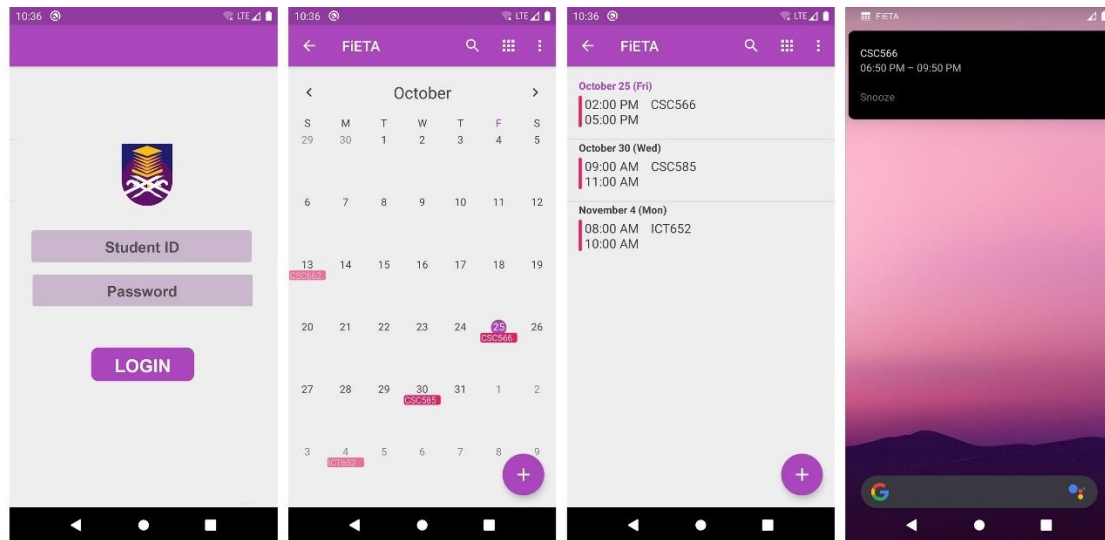 10:36
LTE
Student ID
Password
LOGIN
10:36
LTE
FiETA
October
S M T W T F S
29 30 1 2 3 4 5
6 7 8 9 10 11 12
13 14 15 16 17 18 19
CSC662
20 21 22 23 24 25 26
CSC566
27 28 29 30 31 1 2
CSC585
3 4 5 6 7 8 9
ICT652
+
10:36
LTE
FiETA
October 25 (Fri)
02:00 PM CSC566
05:00 PM
October 30 (Wed)
09:00 AM CSC585
11:00 AM
November 4 (Mon)
08:00 AM ICT652
10:00 AM
+
FiETA
CSC566
06:50 PM – 09:50 PM
Snooze
G